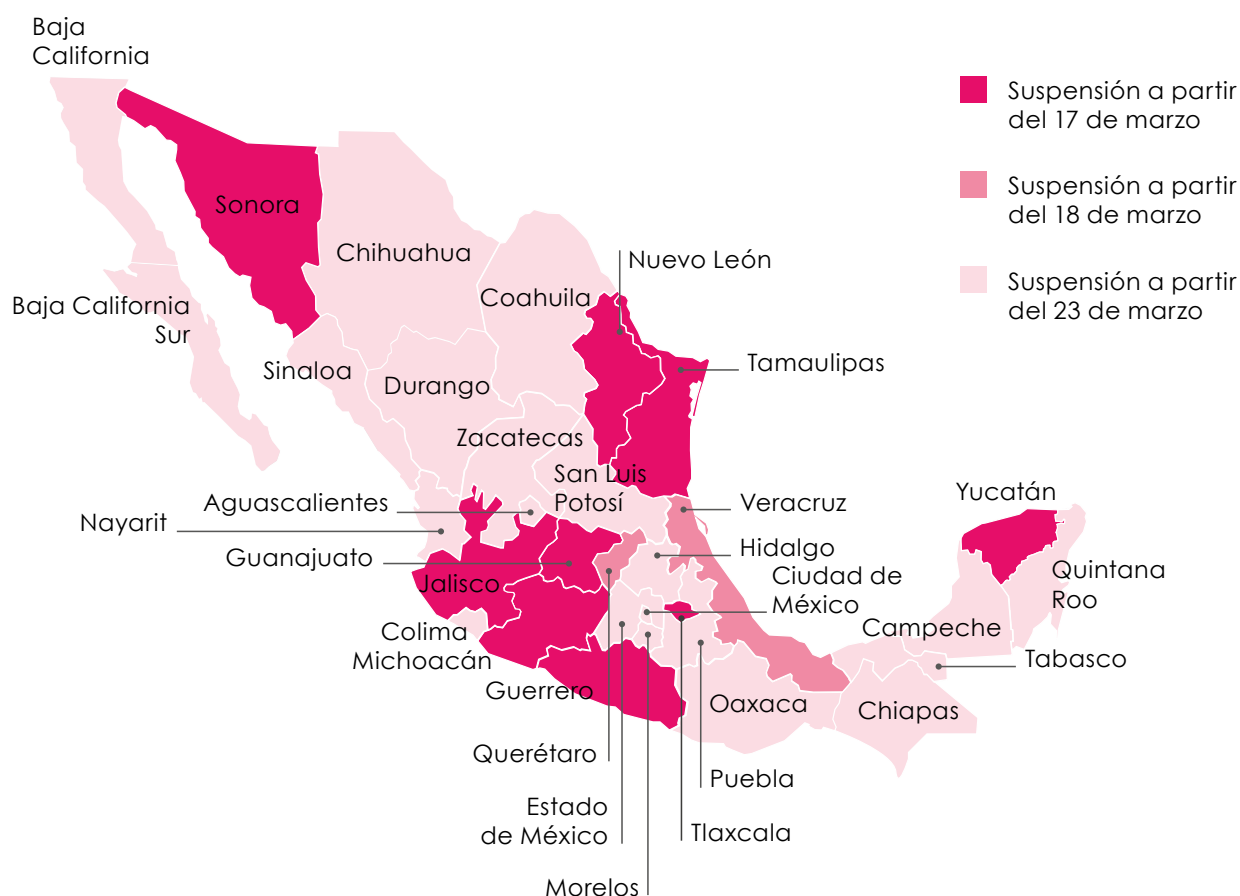 Baja
California
Suspensión a partir
del 17 de marzo
Suspensión a partir
del 18 de marzo
Suspensión a partir
del 23 de marzo
Sonora
Chihuahua
Nuevo León
Coahuila
Baja California
Sur
Tamaulipas
Sinaloa
Durango
Zacatecas
San Luis
Potosí
Aguascalientes
Nayarit
Veracruz
Yucatán
Guanajuato
Hidalgo
Jalisco
Ciudad de
México
Quintana
Roo
Colima
Michoacán
Campeche
Tabasco
Guerrero
Oaxaca
Chiapas
Querétaro
Puebla
Estado
de México
Tlaxcala
Morelos